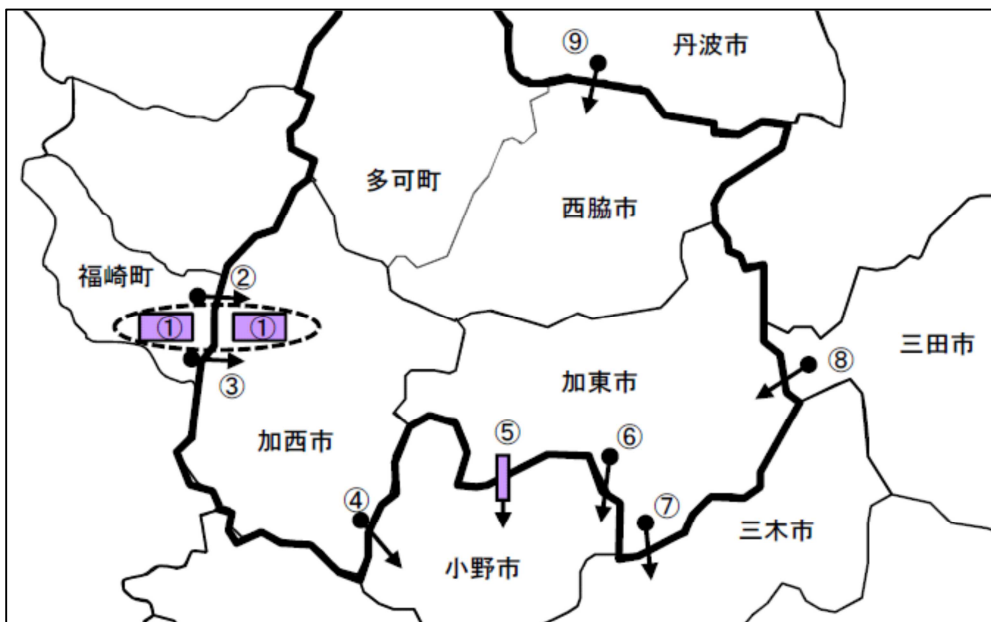 ⑨
丹波市
多可町
西脇市
福崎町
②
① ①
③
三田市
⑧
加東市
加西市
⑤
⑥
④
⑦
三木市
小野市